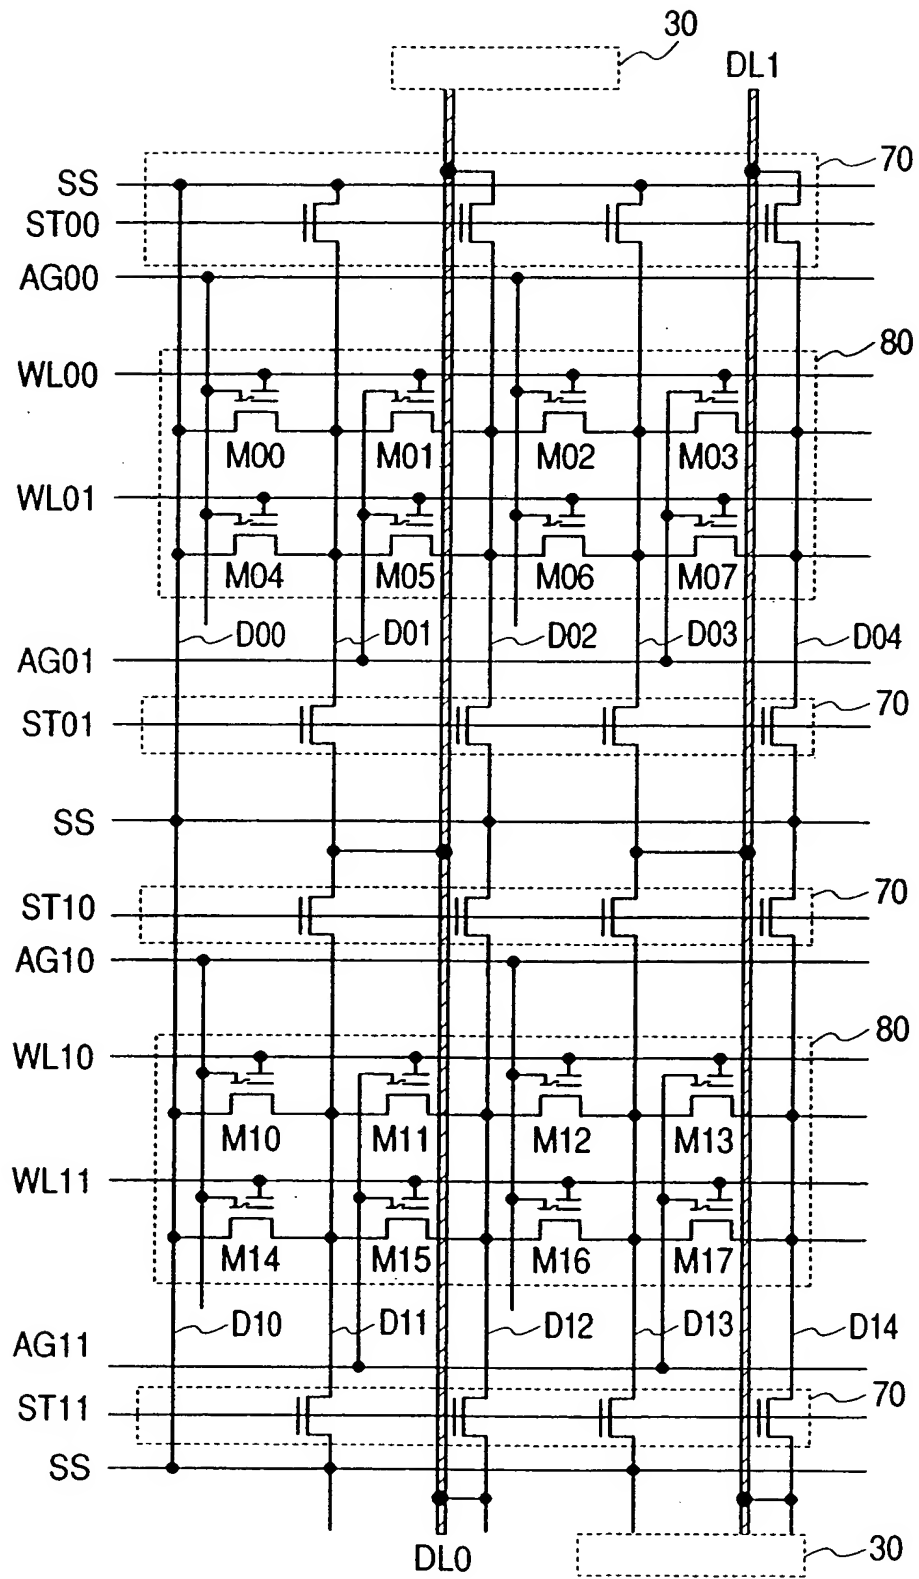 30
DL1
70
SS
ST00
AG00
80
WL00
M00 M01 M02 M03
WL01
M04 M05 M06 M07
D00 D01 D02 D03 D04
AG01
70
ST01
SS
70
ST10
AG10
80
WL10
M10 M11 M12 M13
WL11
M14 M15 M16 M17
D10 D11 D12 D13 D14
AG11
70
ST11
SS
DL0
30